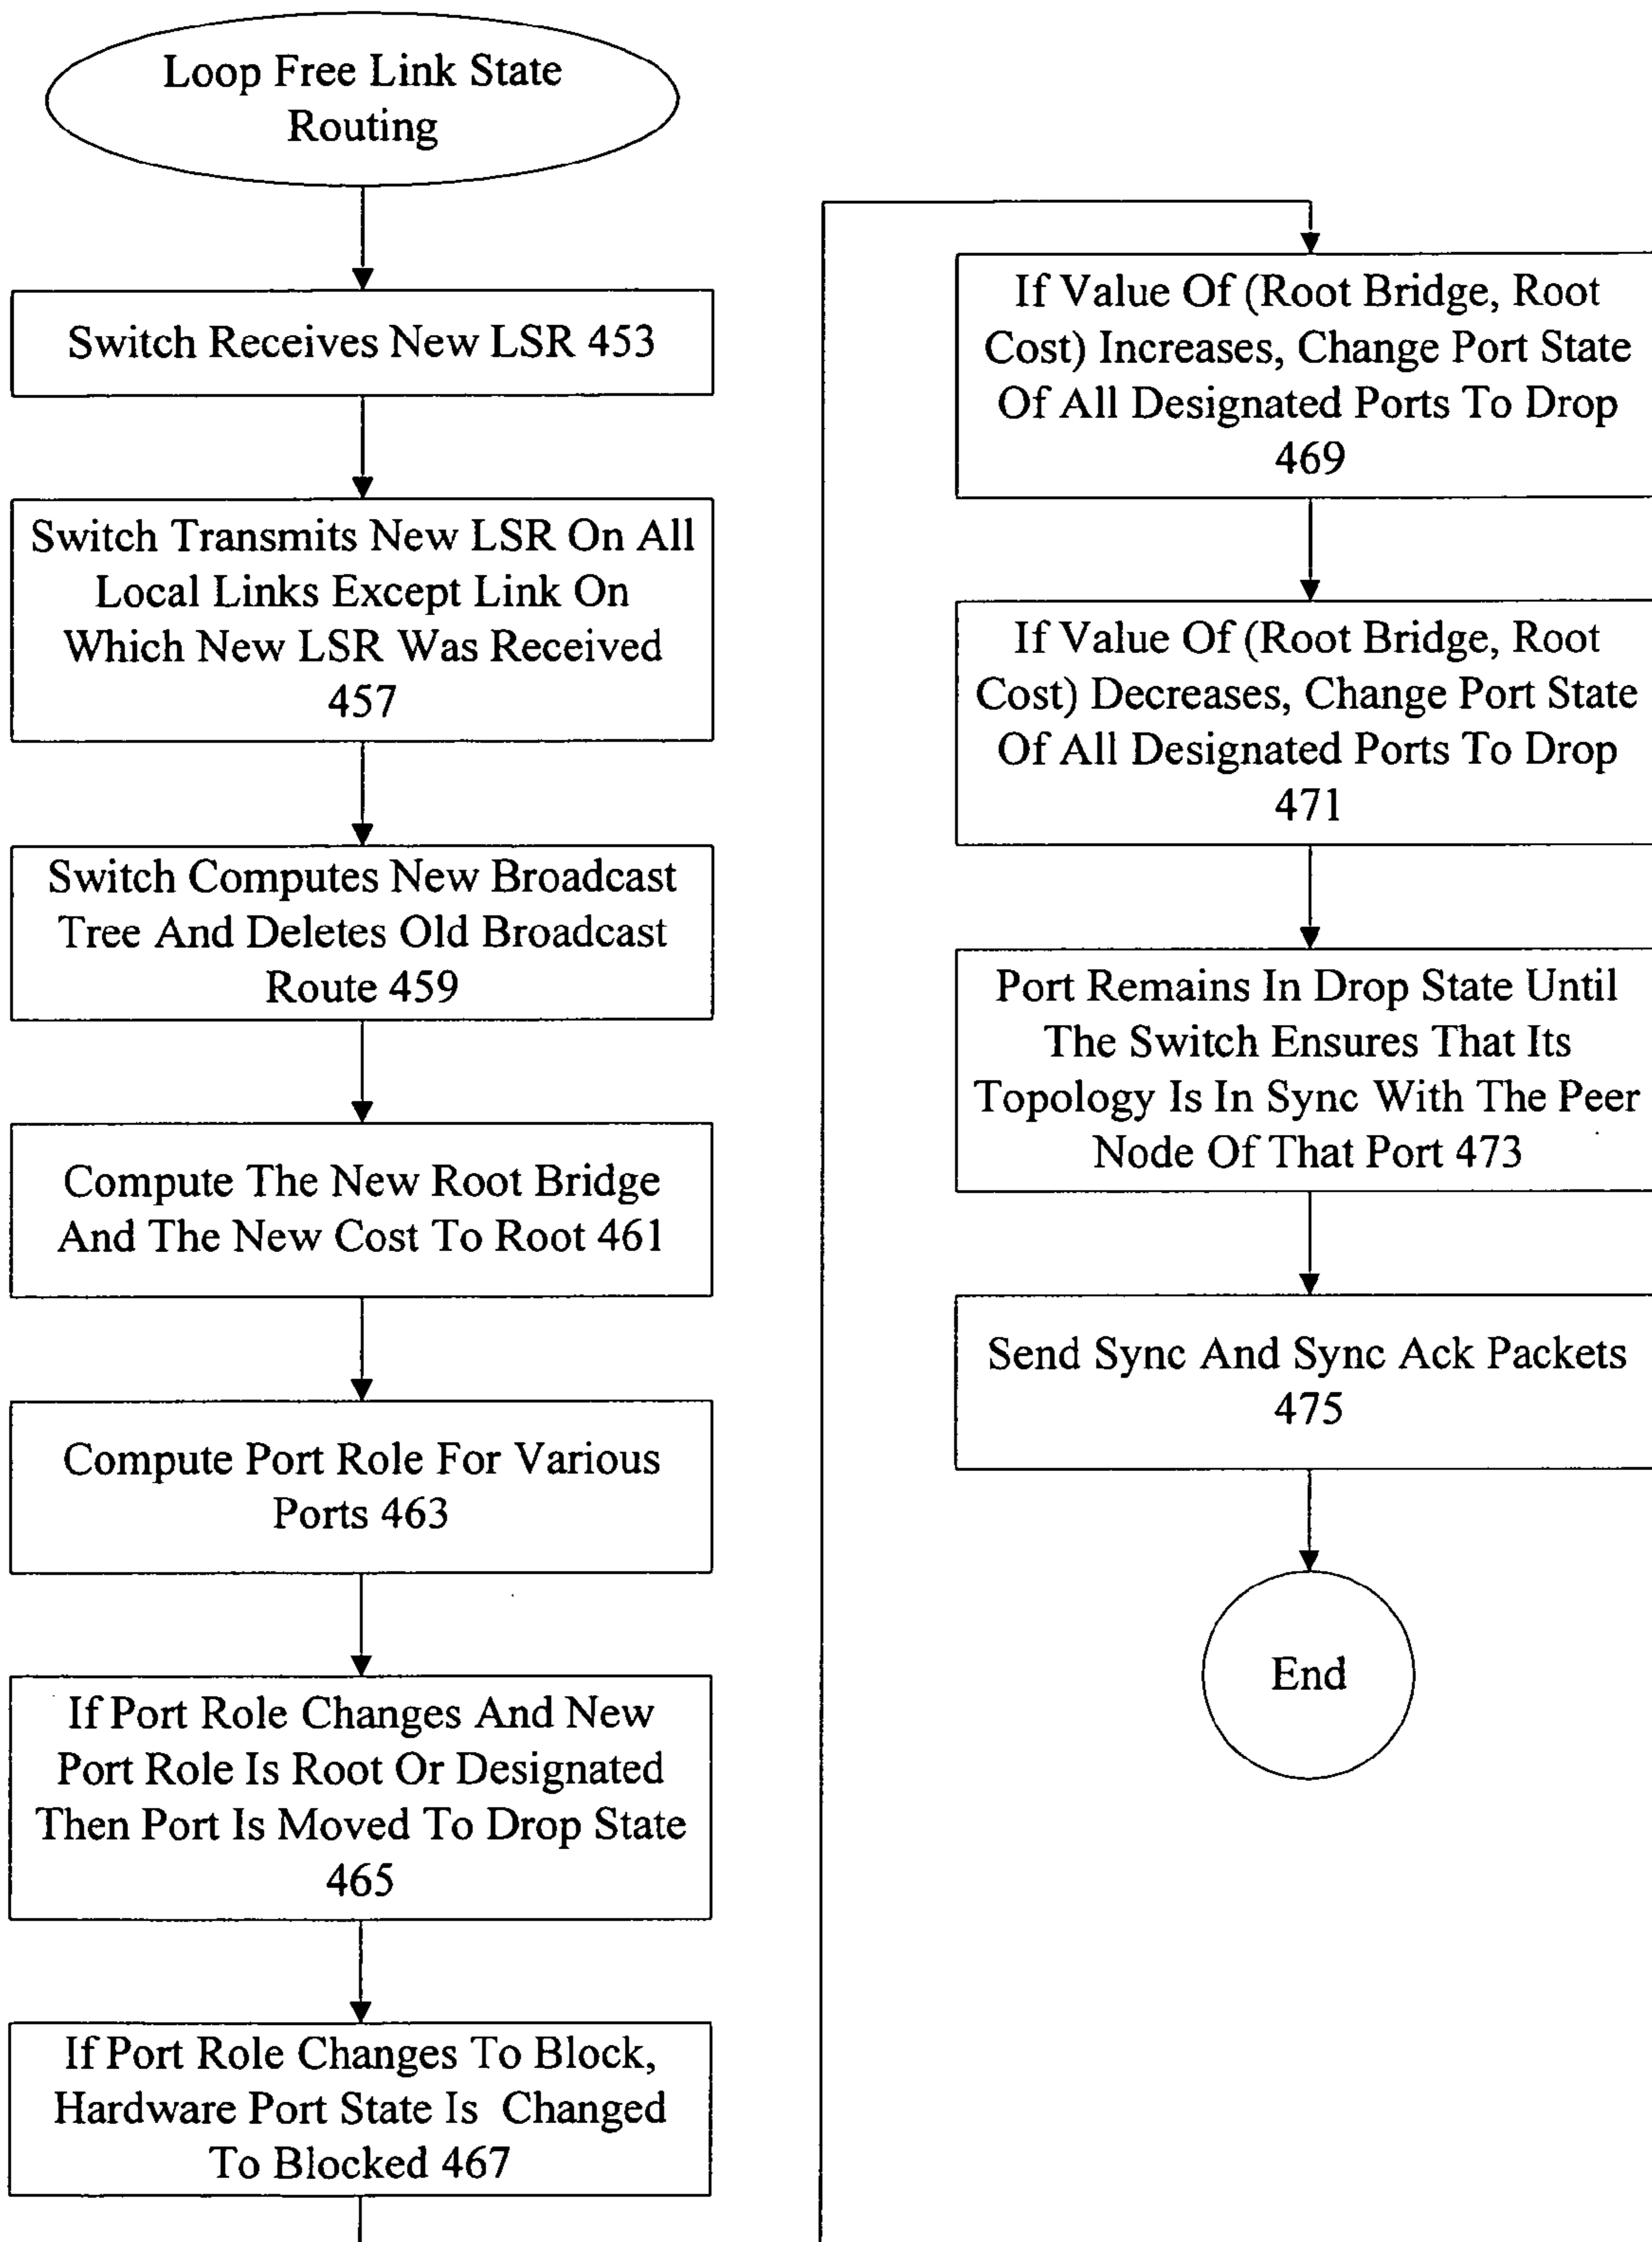 Loop Free Link State
Routing
Switch Receives New LSR 453
Switch Transmits New LSR On All
Local Links Except Link On
Which New LSR Was Received
457
Switch Computes New Broadcast
Tree And Deletes Old Broadcast
Route 459
Compute The New Root Bridge
And The New Cost To Root 461
Compute Port Role For Various
Ports 463
If Port Role Changes And New
Port Role Is Root Or Designated
Then Port Is Moved To Drop State
465
If Port Role Changes To Block,
Hardware Port State Is Changed
To Blocked 467
If Value Of (Root Bridge, Root
Cost) Increases, Change Port State
Of All Designated Ports To Drop
469
If Value Of (Root Bridge, Root
Cost) Decreases, Change Port State
Of All Designated Ports To Drop
471
Port Remains In Drop State Until
The Switch Ensures That Its
Topology Is In Sync With The Peer
Node Of That Port 473
Send Sync And Sync Ack Packets
475
End